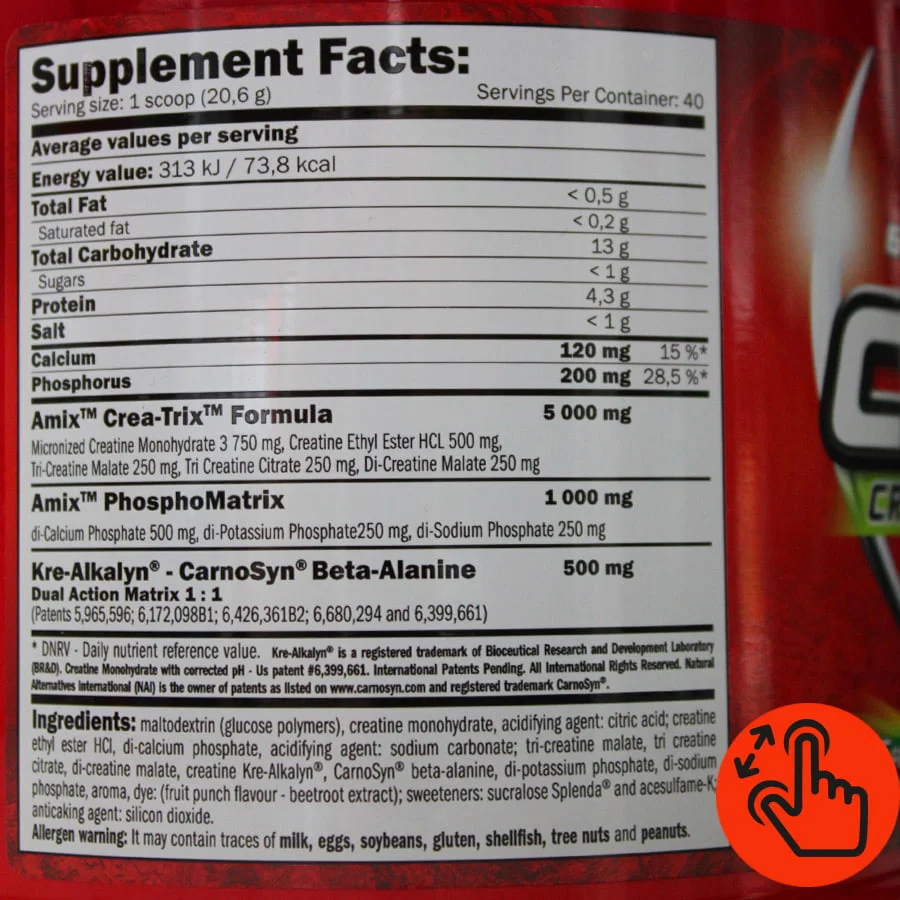 Supplement Facts:
Serving size: 1 scoop (20,6 g) Servings Per Container: 40
Average values per serving
Energy value: 313 kJ / 73,8 kcal
Total Fat < 0,5 g
Saturated fat < 0,2 g
Total Carbohydrate 13 g
Sugars < 1 g
Protein 4,3 g
Salt < 1 g
Calcium 120 mg 15 %*
Phosphorus 200 mg 28,5 %*
Amix™ Crea-Trix™ Formula 5 000 mg
Micronized Creatine Monohydrate 3 750 mg, Creatine Ethyl Ester HCL 500 mg,
Tri-Creatine Malate 250 mg, Tri Creatine Citrate 250 mg, Di-Creatine Malate 250 mg
Amix™ PhosphoMatrix 1 000 mg
di-Calcium Phosphate 500 mg, di-Potassium Phosphate250 mg, di-Sodium Phosphate 250 mg
Kre-Alkalyn® - CarnoSyn® Beta-Alanine 500 mg
Dual Action Matrix 1 : 1
(Patents 5,965,596; 6,172,098B1; 6,426,361B2; 6,680,294 and 6,399,661)
* DNRV - Daily nutrient reference value. Kre-Alkalyn® is a registered trademark of Bioceutical Research and Development Laboratory
(BR&D). Creatine Monohydrate with corrected pH - Us patent #6,399,661. International Patents Pending. All International Rights Reserved. Natural
Alternatives International (NAI) is the owner of patents as listed on www.carnosyn.com and registered trademark CarnoSyn®.
Ingredients: maltodextrin (glucose polymers), creatine monohydrate, acidifying agent: citric acid; creatine
ethyl ester HCl, di-calcium phosphate, acidifying agent: sodium carbonate; tri-creatine malate, tri creatine
citrate, di-creatine malate, creatine Kre-Alkalyn®, CarnoSyn® beta-alanine, di-potassium phosphate, di-sodium
phosphate, aroma, dye: (fruit punch flavour - beetroot extract); sweeteners: sucralose Splenda® and acesulfame-K;
anticaking agent: silicon dioxide.
Allergen warning: It may contain traces of milk, eggs, soybeans, gluten, shellfish, tree nuts and peanuts.
CR